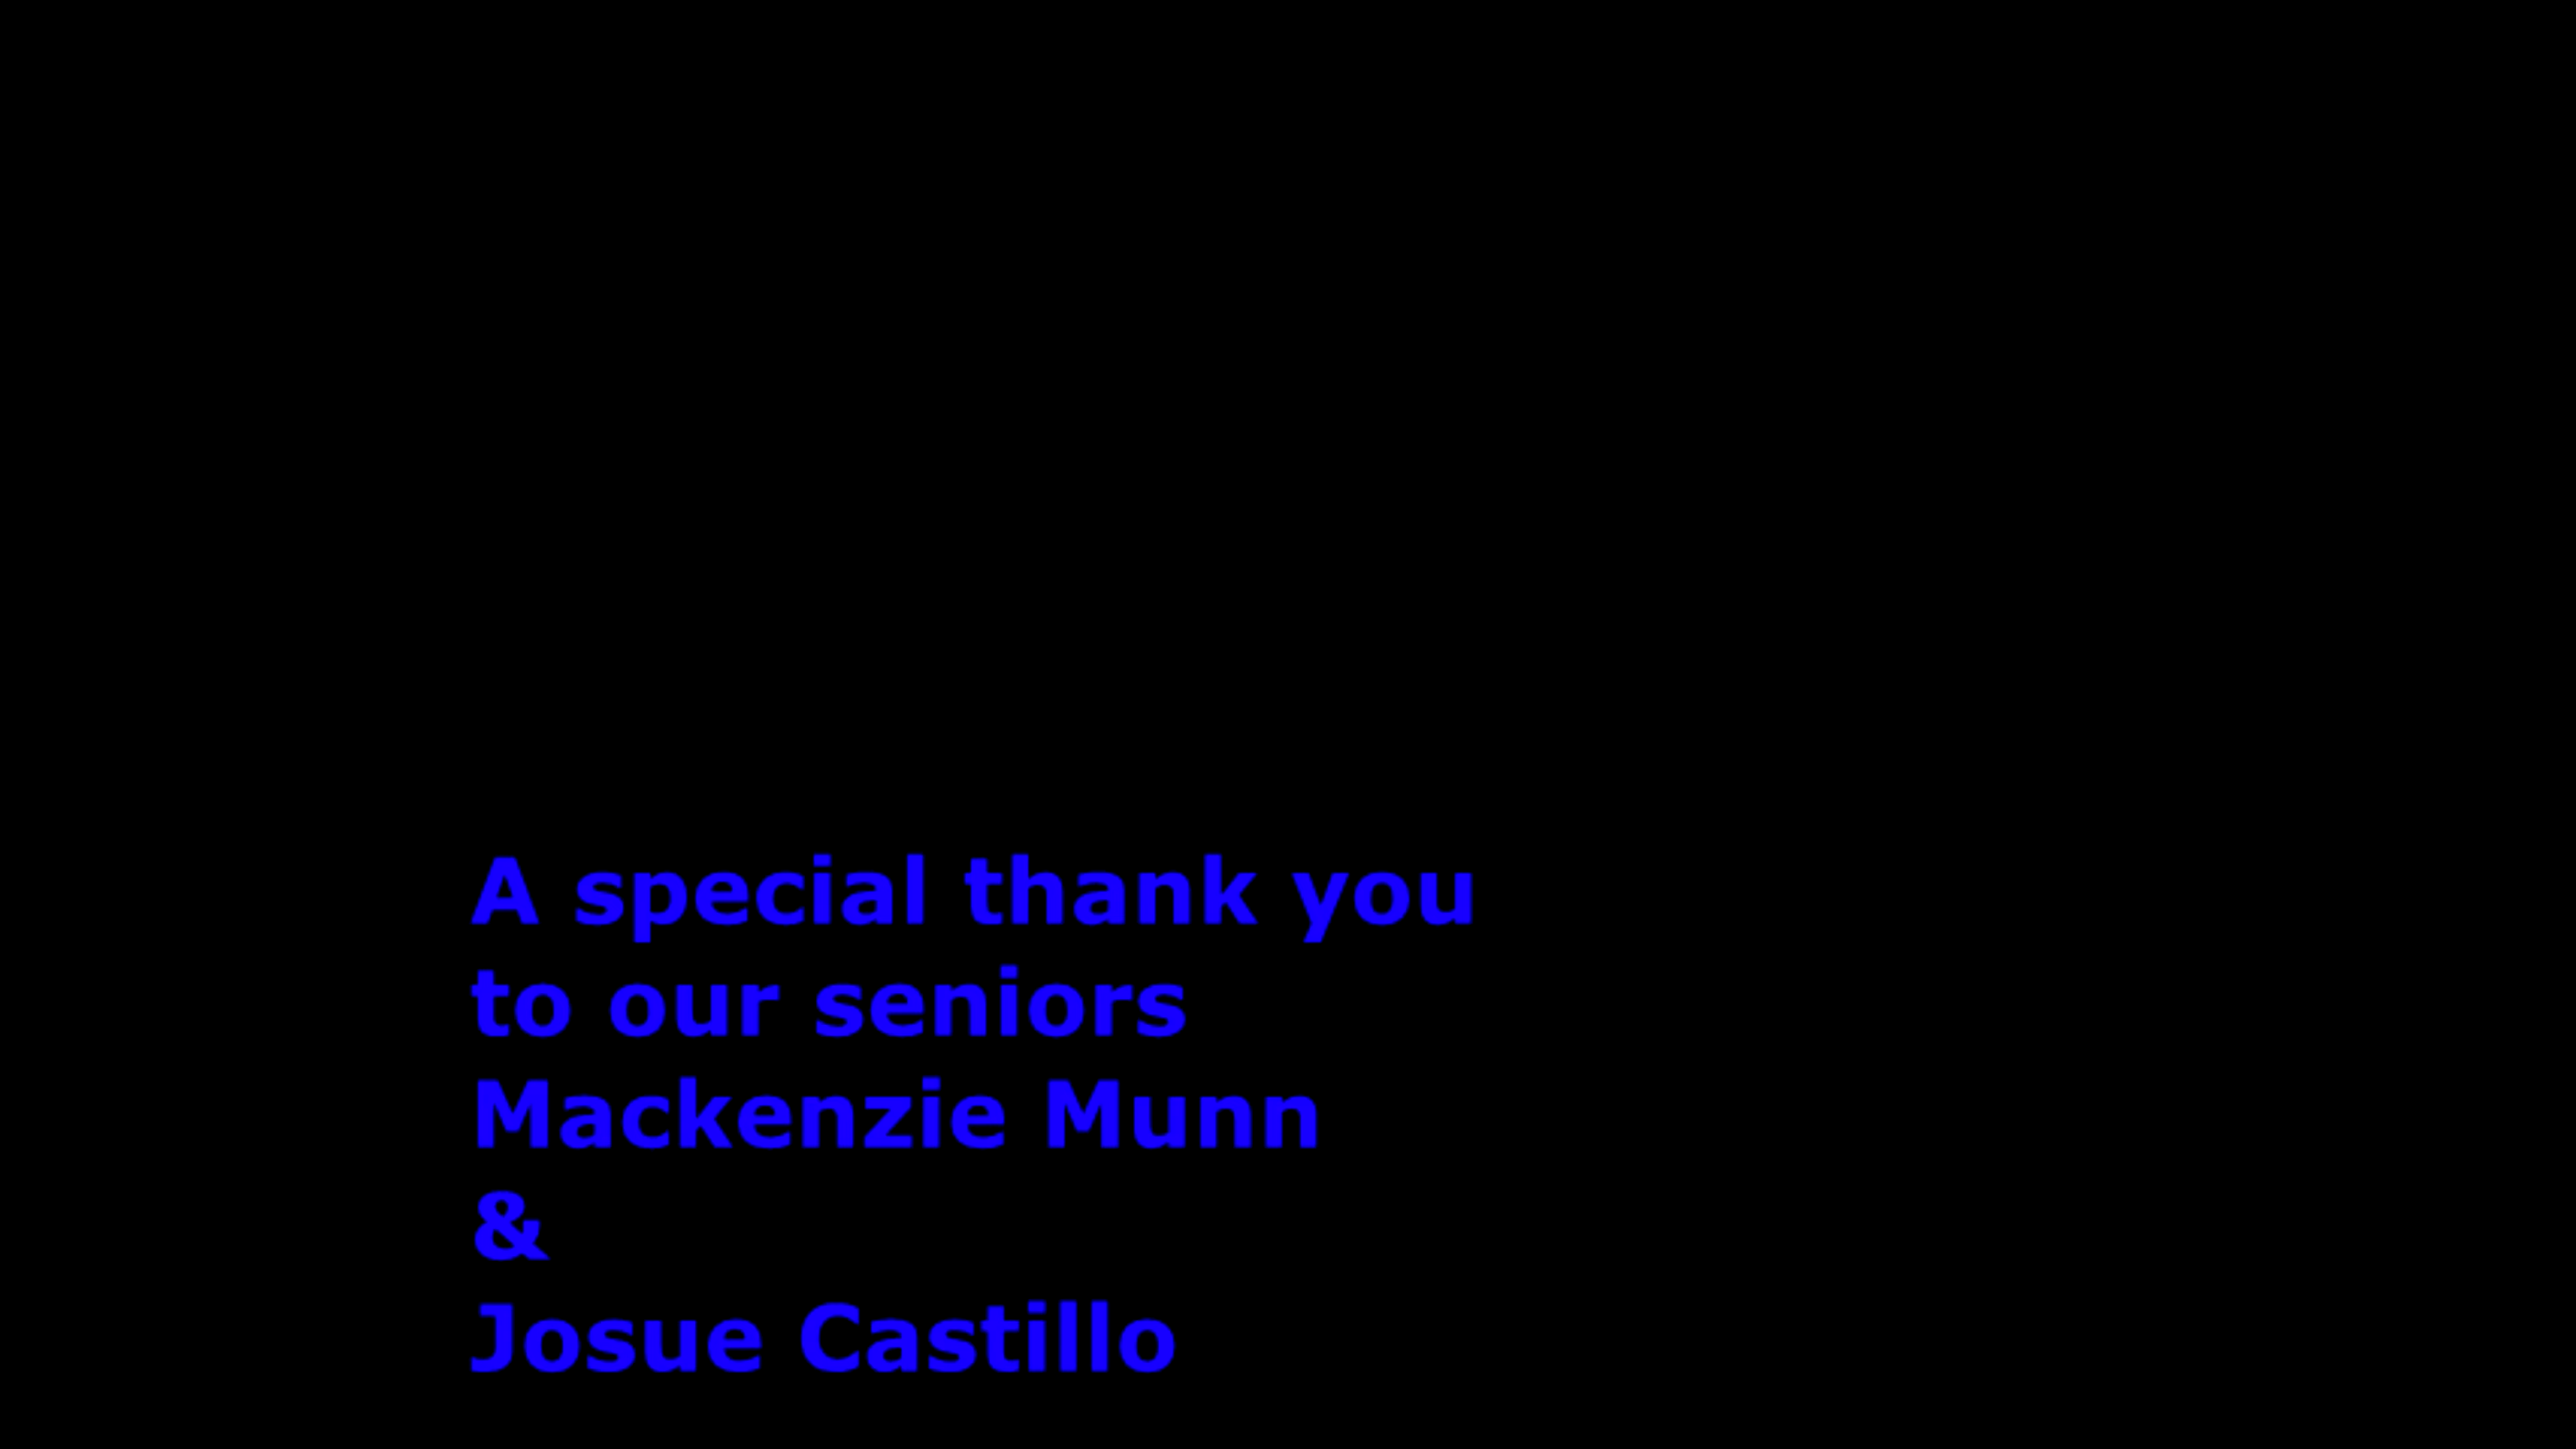 A special thank you
to our seniors
Mackenzie Munn
&
Josue Castillo